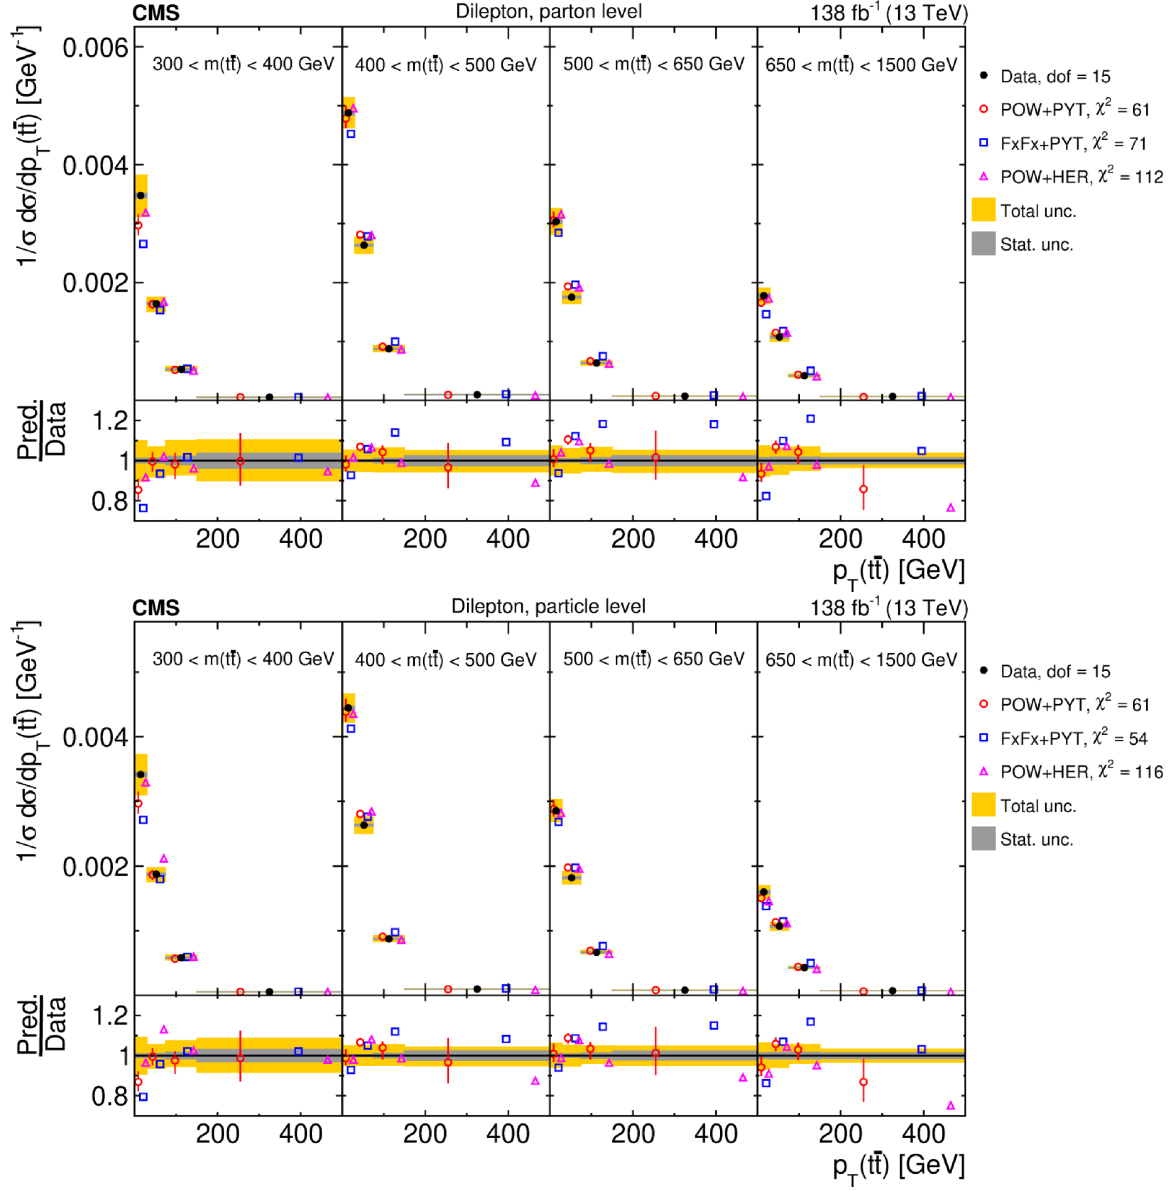 CMS Dilepton, parton level 138 fb⁻¹ (13 TeV)
1/σ dσ/dp_T(tt̄) [GeV⁻¹]
0.006
0.004
0.002
300 < m(tt̄) < 400 GeV
400 < m(tt̄) < 500 GeV
500 < m(tt̄) < 650 GeV
650 < m(tt̄) < 1500 GeV
Data, dof = 15
POW+PYT, χ² = 61
FxFx+PYT, χ² = 71
POW+HER, χ² = 112
Total unc.
Stat. unc.
Pred.
Data
1.2
1
0.8
200 400 200 400 200 400 200 400
p_T(tt̄) [GeV]
CMS Dilepton, particle level 138 fb⁻¹ (13 TeV)
1/σ dσ/dp_T(tt̄) [GeV⁻¹]
0.004
0.002
300 < m(tt̄) < 400 GeV
400 < m(tt̄) < 500 GeV
500 < m(tt̄) < 650 GeV
650 < m(tt̄) < 1500 GeV
Data, dof = 15
POW+PYT, χ² = 61
FxFx+PYT, χ² = 54
POW+HER, χ² = 116
Total unc.
Stat. unc.
Pred.
Data
1.2
1
0.8
200 400 200 400 200 400 200 400
p_T(tt̄) [GeV]